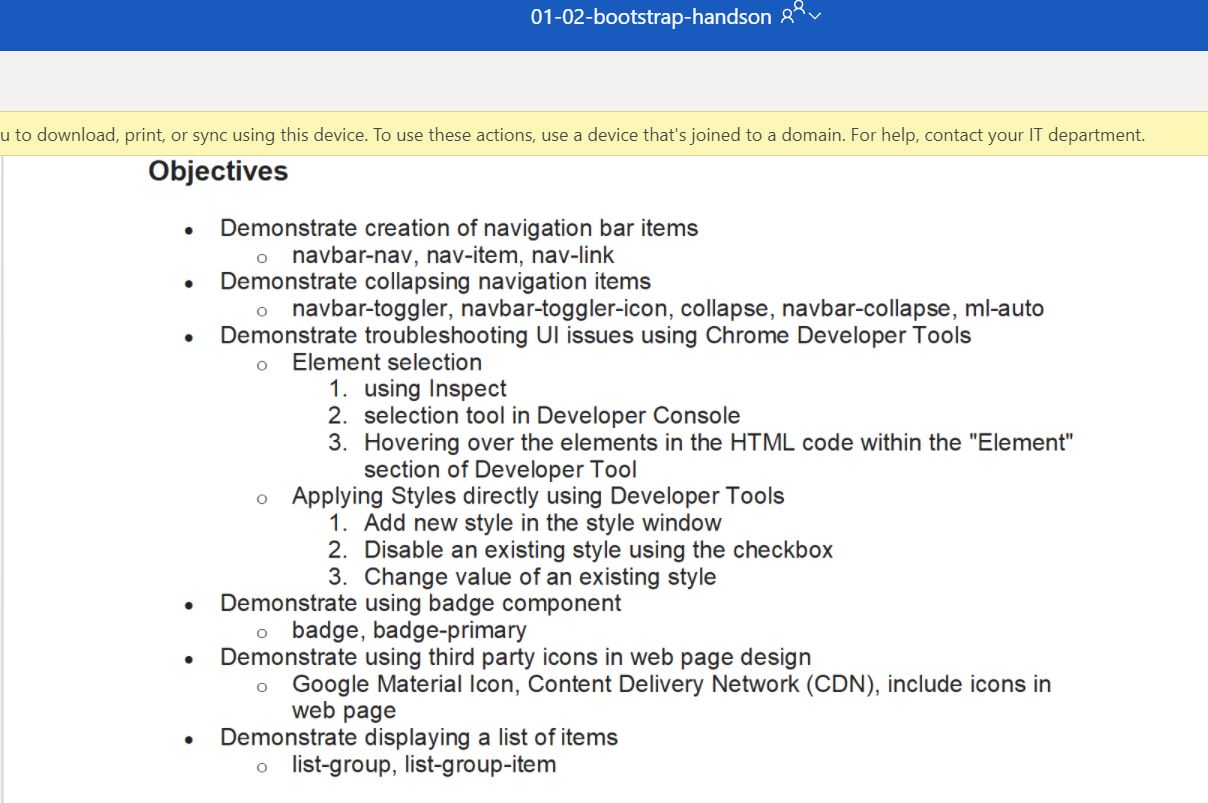 01-02-bootstrap-handson
u to download, print, or sync using this device. To use these actions, use a device that's joined to a domain. For help, contact your IT department.
Objectives
• Demonstrate creation of navigation bar items
o navbar-nav, nav-item, nav-link
• Demonstrate collapsing navigation items
o navbar-toggler, navbar-toggler-icon, collapse, navbar-collapse, ml-auto
• Demonstrate troubleshooting UI issues using Chrome Developer Tools
o Element selection
1. using Inspect
2. selection tool in Developer Console
3. Hovering over the elements in the HTML code within the "Element"
section of Developer Tool
o Applying Styles directly using Developer Tools
1. Add new style in the style window
2. Disable an existing style using the checkbox
3. Change value of an existing style
• Demonstrate using badge component
o badge, badge-primary
• Demonstrate using third party icons in web page design
o Google Material Icon, Content Delivery Network (CDN), include icons in
web page
• Demonstrate displaying a list of items
o list-group, list-group-item